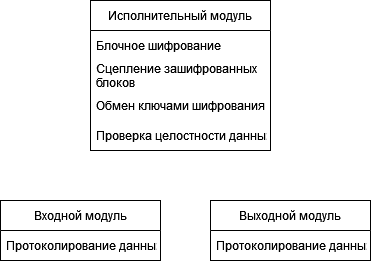 Исполнительный модуль
Блочное шифрование
Сцепление зашифрованных
блоков
Обмен ключами шифрования
Проверка целостности данны
Входной модуль
Протоколирование данны
Выходной модуль
Протоколирование данны